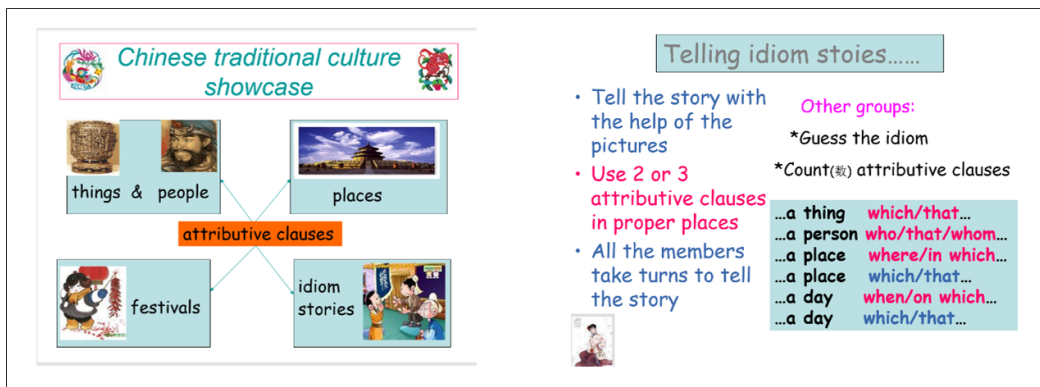 Chinese traditional culture
showcase
things & people
places
attributive clauses
festivals
idiom
stories
Telling idiom stoies......
• Tell the story with
the help of the
pictures
• Use 2 or 3
attributive clauses
in proper places
• All the members
take turns to tell
the story
Other groups:
*Guess the idiom
*Count(数) attributive clauses
...a thing which/that...
...a person who/that/whom...
...a place where/in which...
...a place which/that...
...a day when/on which...
...a day which/that...